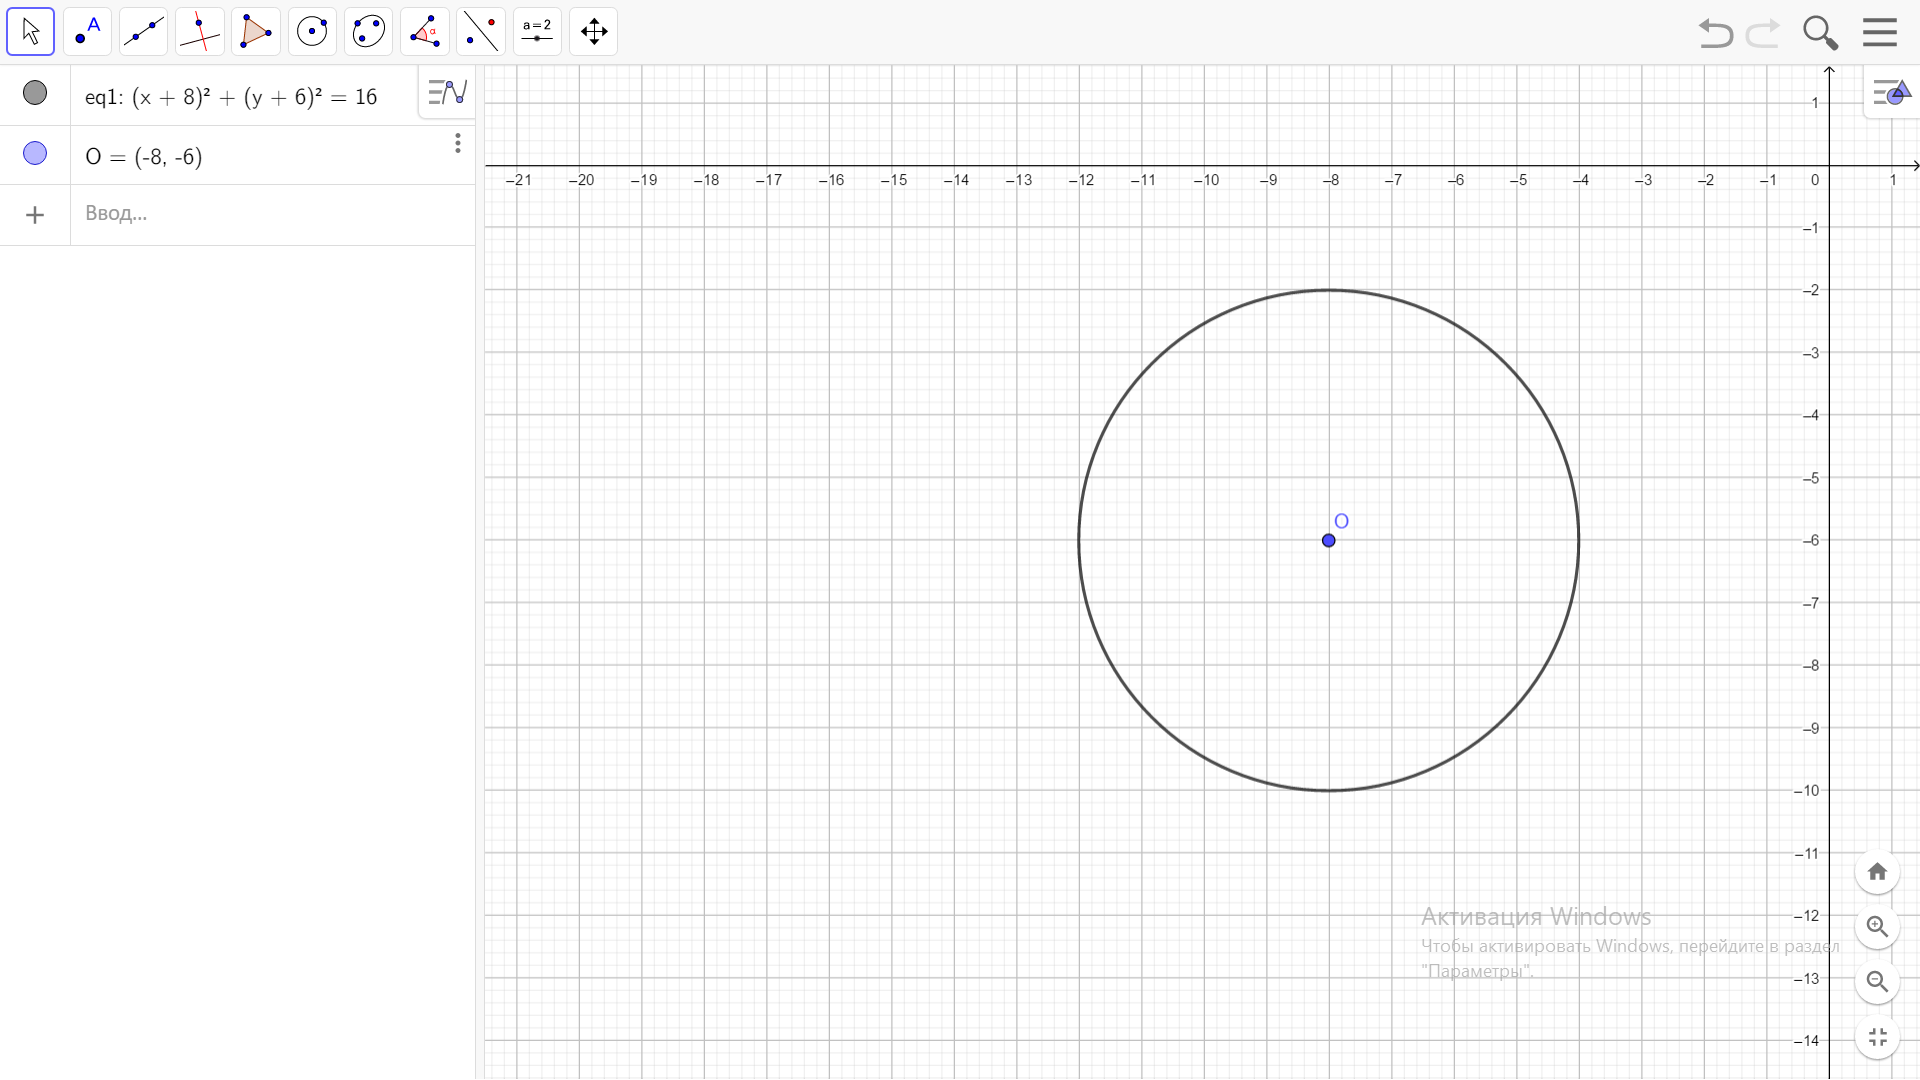 A
α
a=2
eq1: (x + 8)² + (y + 6)² = 16
O = (-8, -6)
Ввод...
1
–21 –20 –19 –18 –17 –16 –15 –14 –13 –12 –11 –10 –9 –8 –7 –6 –5 –4 –3 –2 –1 0 1
–1
–2
–3
–4
–5
O
–6
–7
–8
–9
–10
–11
–12
–13
–14
Активация Windows
Чтобы активировать Windows, перейдите в раздел
"Параметры".